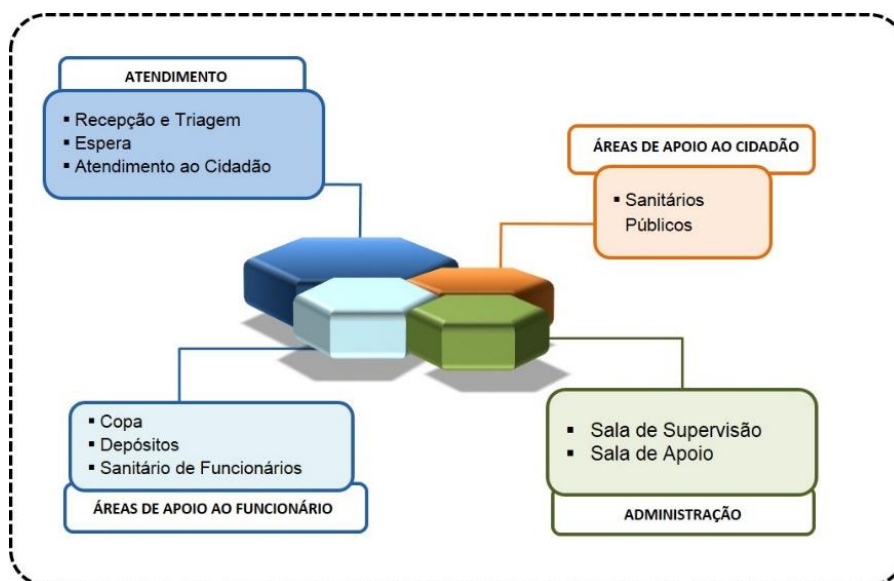 ATENDIMENTO
▪ Recepção e Triagem
▪ Espera
▪ Atendimento ao Cidadão
ÁREAS DE APOIO AO CIDADÃO
▪ Sanitários
Públicos
▪ Copa
▪ Depósitos
▪ Sanitário de Funcionários
ÁREAS DE APOIO AO FUNCIONÁRIO
▪ Sala de Supervisão
▪ Sala de Apoio
ADMINISTRAÇÃO